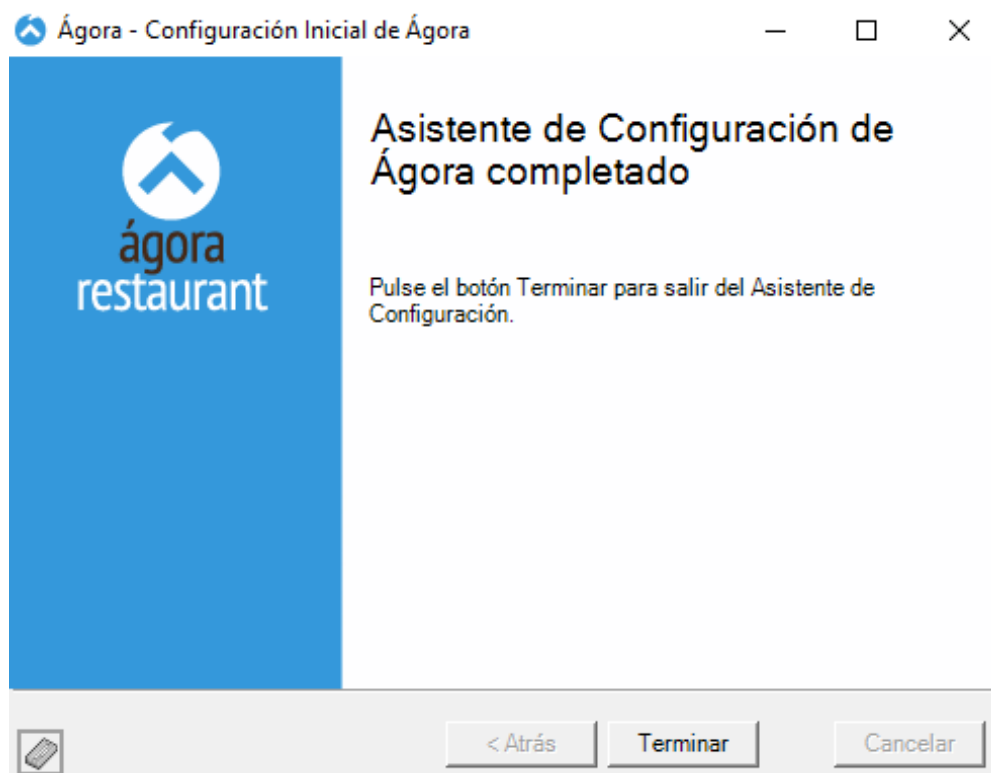 Ágora - Configuración Inicial de Ágora
ágora
restaurant
Asistente de Configuración de
Ágora completado
Pulse el botón Terminar para salir del Asistente de
Configuración.
< Atrás
Terminar
Cancelar